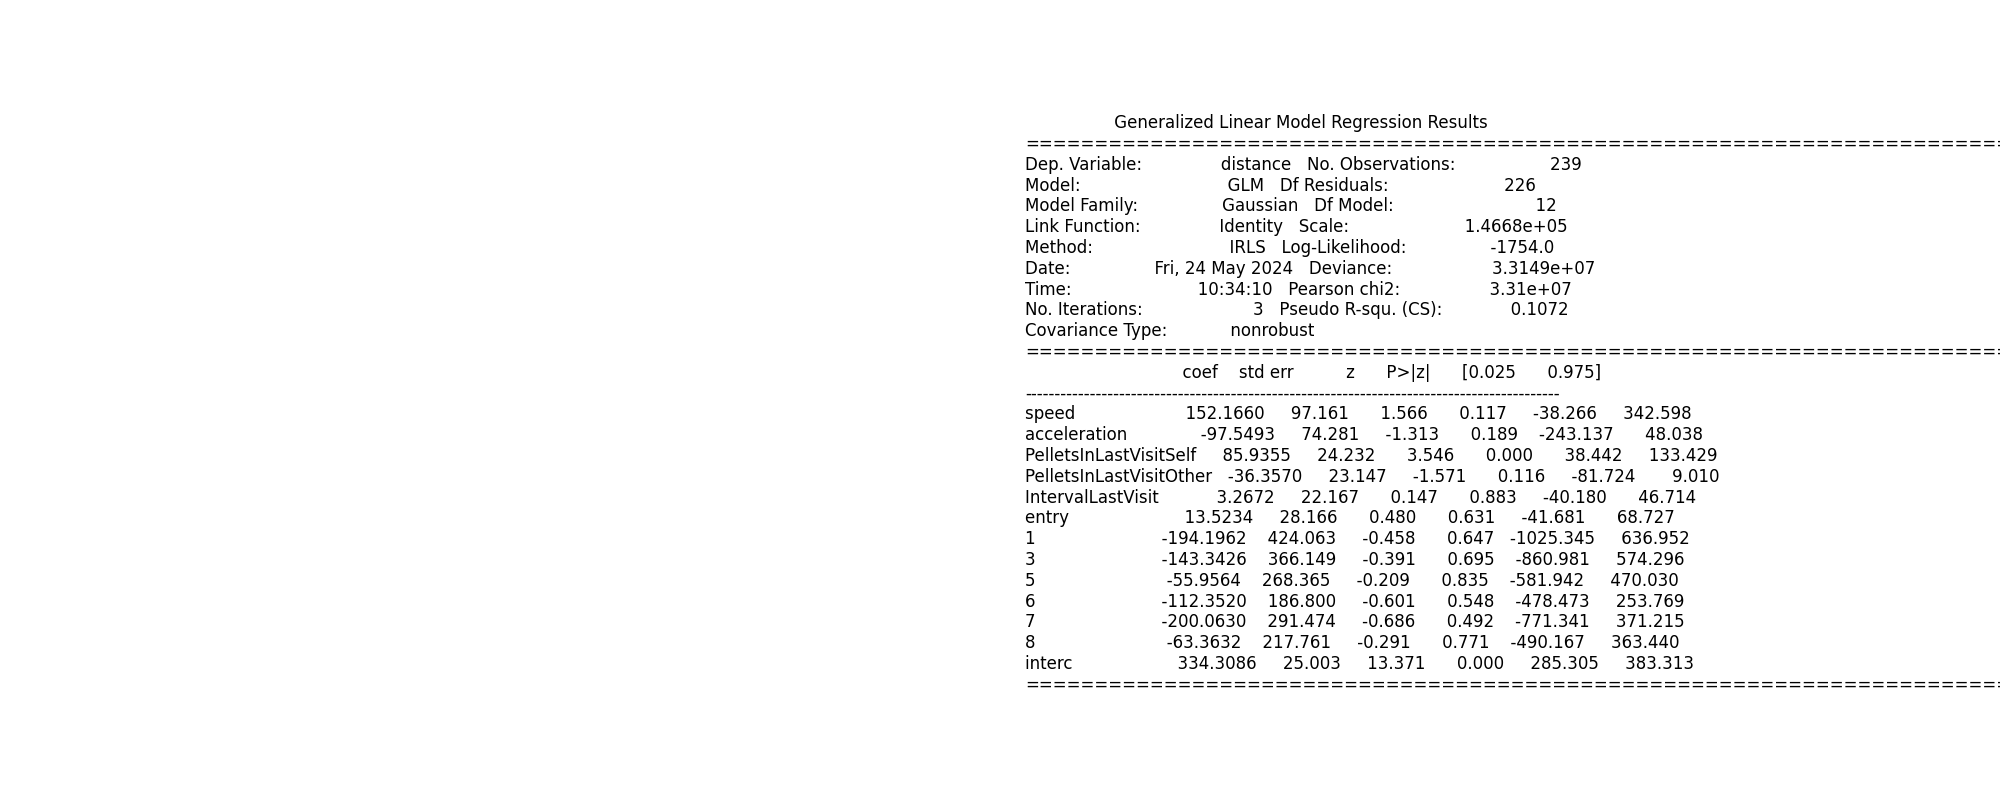 Generalized Linear Model Regression Results
================================================================================
Dep. Variable: distance No. Observations: 239
Model: GLM Df Residuals: 226
Model Family: Gaussian Df Model: 12
Link Function: Identity Scale: 1.4668e+05
Method: IRLS Log-Likelihood: -1754.0
Date: Fri, 24 May 2024 Deviance: 3.3149e+07
Time: 10:34:10 Pearson chi2: 3.31e+07
No. Iterations: 3 Pseudo R-squ. (CS): 0.1072
Covariance Type: nonrobust
================================================================================
coef std err z P>|z| [0.025 0.975]
--------------------------------------------------------------------------------
speed 152.1660 97.161 1.566 0.117 -38.266 342.598
acceleration -97.5493 74.281 -1.313 0.189 -243.137 48.038
PelletsInLastVisitSelf 85.9355 24.232 3.546 0.000 38.442 133.429
PelletsInLastVisitOther -36.3570 23.147 -1.571 0.116 -81.724 9.010
IntervalLastVisit 3.2672 22.167 0.147 0.883 -40.180 46.714
entry 13.5234 28.166 0.480 0.631 -41.681 68.727
1 -194.1962 424.063 -0.458 0.647 -1025.345 636.952
3 -143.3426 366.149 -0.391 0.695 -860.981 574.296
5 -55.9564 268.365 -0.209 0.835 -581.942 470.030
6 -112.3520 186.800 -0.601 0.548 -478.473 253.769
7 -200.0630 291.474 -0.686 0.492 -771.341 371.215
8 -63.3632 217.761 -0.291 0.771 -490.167 363.440
interc 334.3086 25.003 13.371 0.000 285.305 383.313
================================================================================